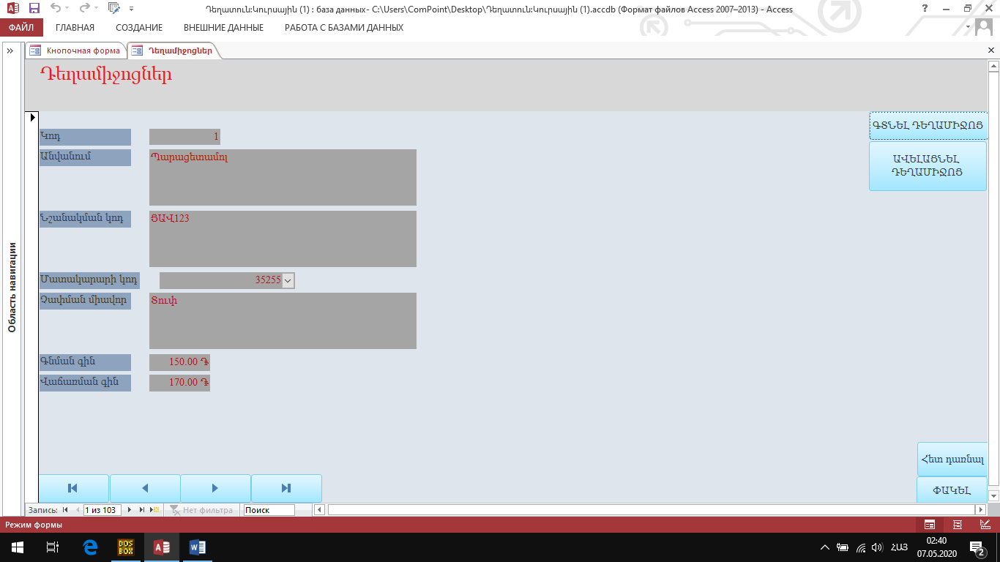 Դեղատուն:Կուրսային (1) : база данных- C:\Users\ComPoint\Desktop\Դեղատուն:Կուրսային (1).accdb (Формат файлов Access 2007–2013) - Access
ФАЙЛ ГЛАВНАЯ СОЗДАНИЕ ВНЕШНИЕ ДАННЫЕ РАБОТА С БАЗАМИ ДАННЫХ
Кнопочная форма Դեղամիջոցներ
Դեղամիջոցներ
ԳՏՆԵԼ ԴԵՂԱՄԻՋՈՑ
Կոդ 1
Անվանում Պարացետամոլ
ԱՎԵԼԱՑՆԵԼ
ԴԵՂԱՄԻՋՈՑ
Նշանակման կոդ ՑԱՎ123
Մատակարարի կոդ 35255
Չափման միավոր Տուփ
Գնման գին 150.00 ֏
Վաճառման գին 170.00 ֏
Область навигации
Հետ դառնալ
ՓԱԿԵԼ
Запись: 1 из 103 Нет фильтра Поиск
Режим формы
DOS
BOX
ՀԱՅ
02:40
07.05.2020
2